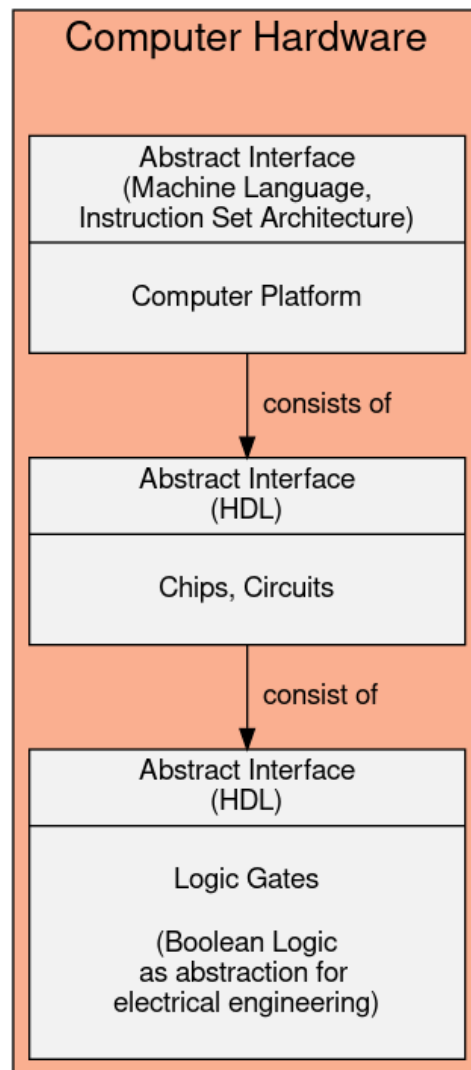 Computer Hardware
Abstract Interface
(Machine Language,
Instruction Set Architecture)
Computer Platform
consists of
Abstract Interface
(HDL)
Chips, Circuits
consist of
Abstract Interface
(HDL)
Logic Gates
(Boolean Logic
as abstraction for
electrical engineering)